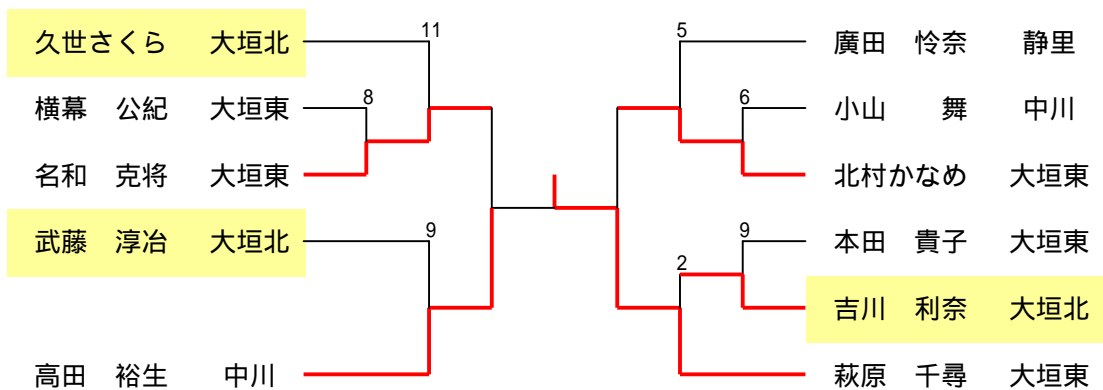 久世さくら 大垣北
11
横幕 公紀 大垣東
8
名和 克将 大垣東
武藤 淳冶 大垣北
9
高田 裕生 中川
5
廣田 怜奈 静里
6
小山 舞 中川
北村かなめ 大垣東
9
本田 貴子 大垣東
2
吉川 利奈 大垣北
萩原 千尋 大垣東